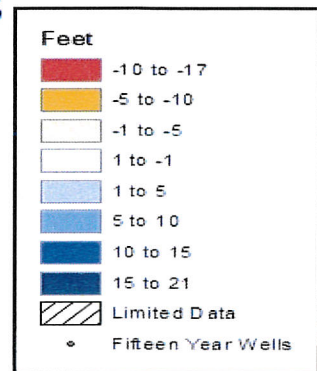 Feet
-10 to -17
-5 to -10
-1 to -5
1 to -1
1 to 5
5 to 10
10 to 15
15 to 21
Limited Data
Fifteen Year Wells